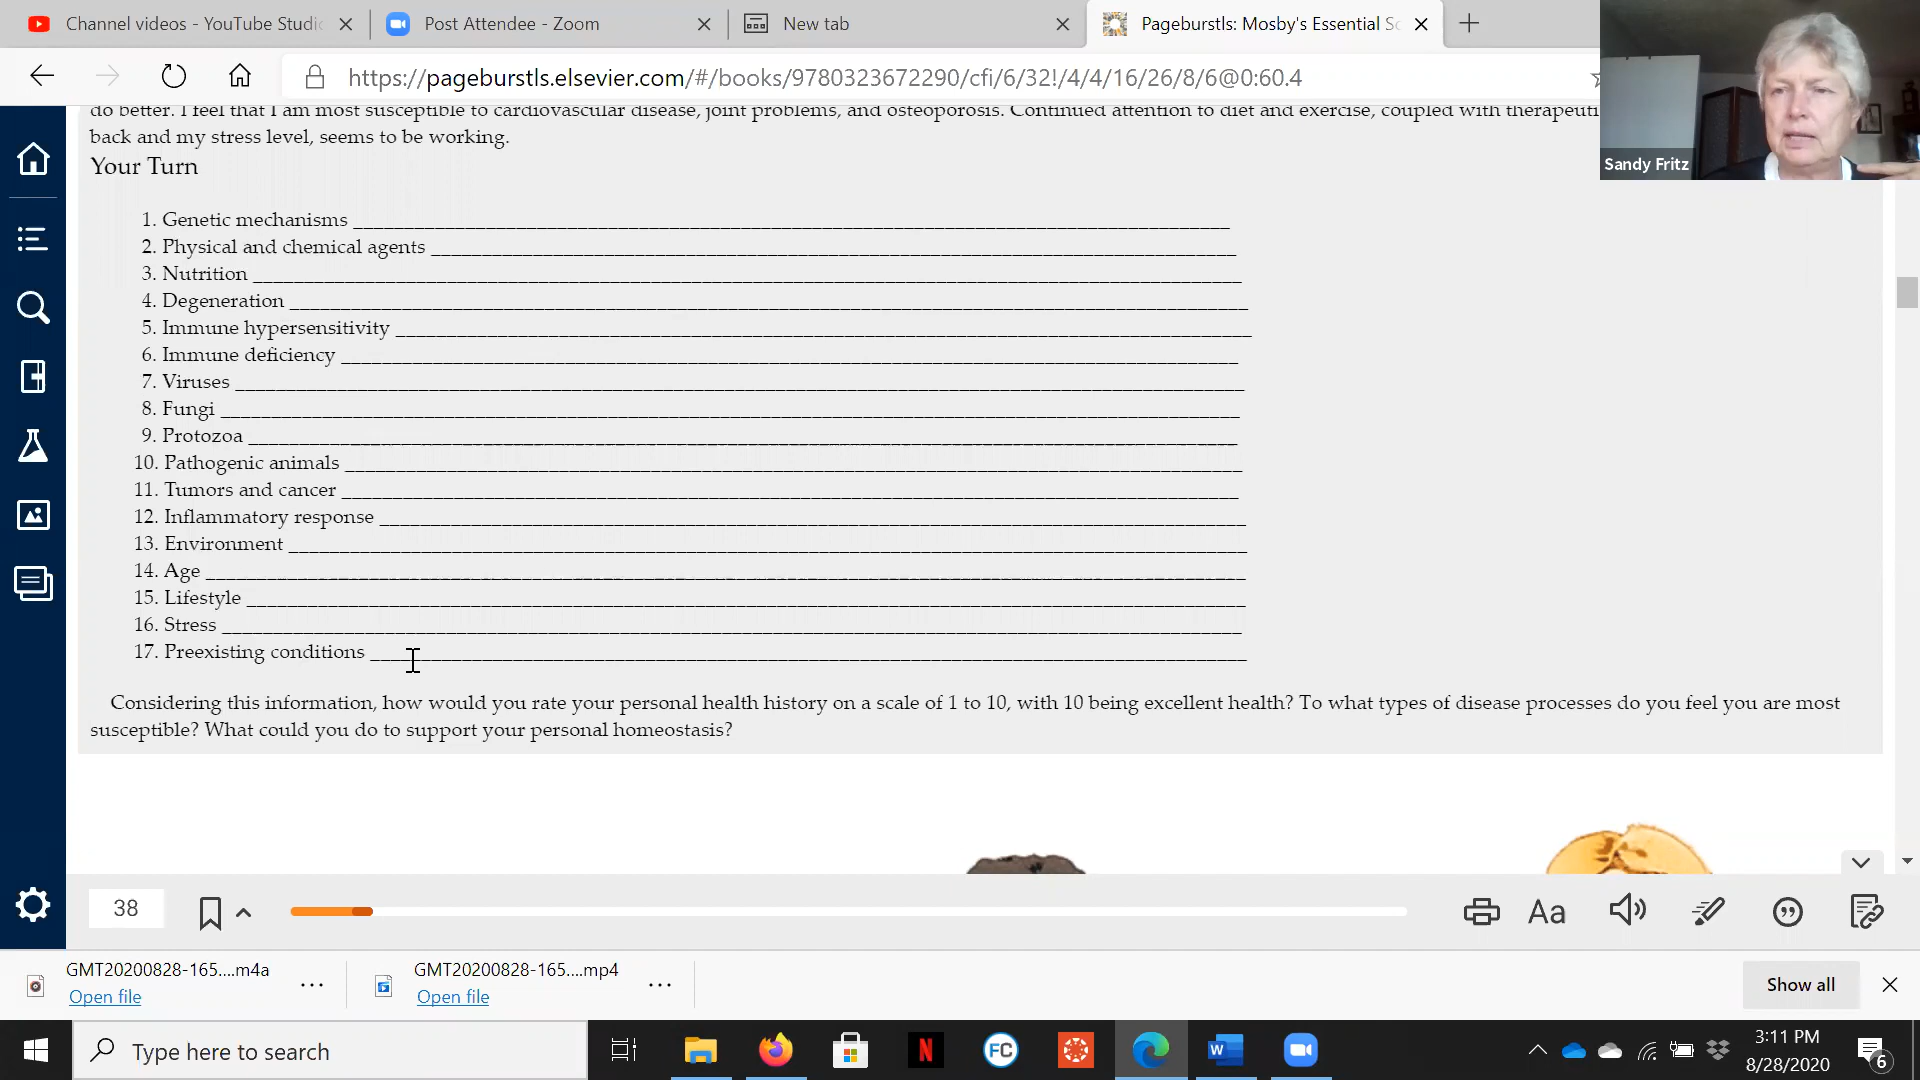 Channel videos - YouTube Studi
Post Attendee - Zoom
New tab
Pageburstls: Mosby's Essential Sc
https://pageburstls.elsevier.com/#/books/9780323672290/cfi/6/32!/4/4/16/26/8/6@0:60.4
Sandy Fritz
do better. I feel that I am most susceptible to cardiovascular disease, joint problems, and osteoporosis. Continued attention to diet and exercise, coupled with therapeuti
back and my stress level, seems to be working.
Your Turn
1. Genetic mechanisms
2. Physical and chemical agents
3. Nutrition
4. Degeneration
5. Immune hypersensitivity
6. Immune deficiency
7. Viruses
8. Fungi
9. Protozoa
10. Pathogenic animals
11. Tumors and cancer
12. Inflammatory response
13. Environment
14. Age
15. Lifestyle
16. Stress
17. Preexisting conditions
Considering this information, how would you rate your personal health history on a scale of 1 to 10, with 10 being excellent health? To what types of disease processes do you feel you are most
susceptible? What could you do to support your personal homeostasis?
38
Aa
GMT20200828-165....m4a
Open file
GMT20200828-165....mp4
Open file
Show all
Type here to search
N
FC
W
3:11 PM
8/28/2020
6